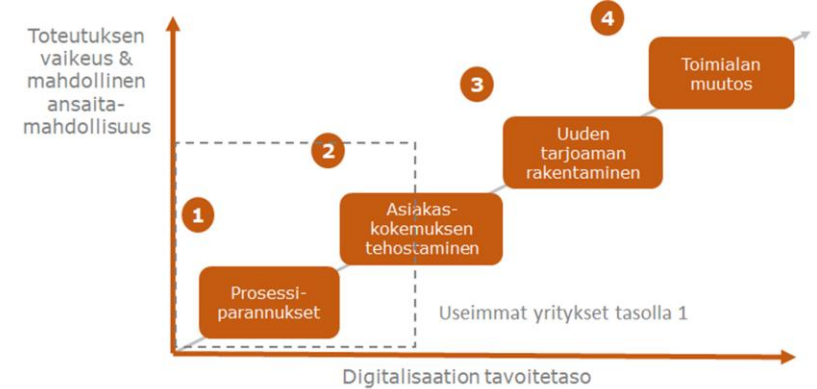 Toteutuksen
vaikeus &
mahdollinen
ansaita-
mahdollisuus
4
Toimialan
muutos
3
Uuden
tarjoaman
rakentaminen
2
Asiakas-
kokemuksen
tehostaminen
1
Prosessi-
parannukset
Useimmat yritykset tasolla 1
Digitalisaation tavoitetaso